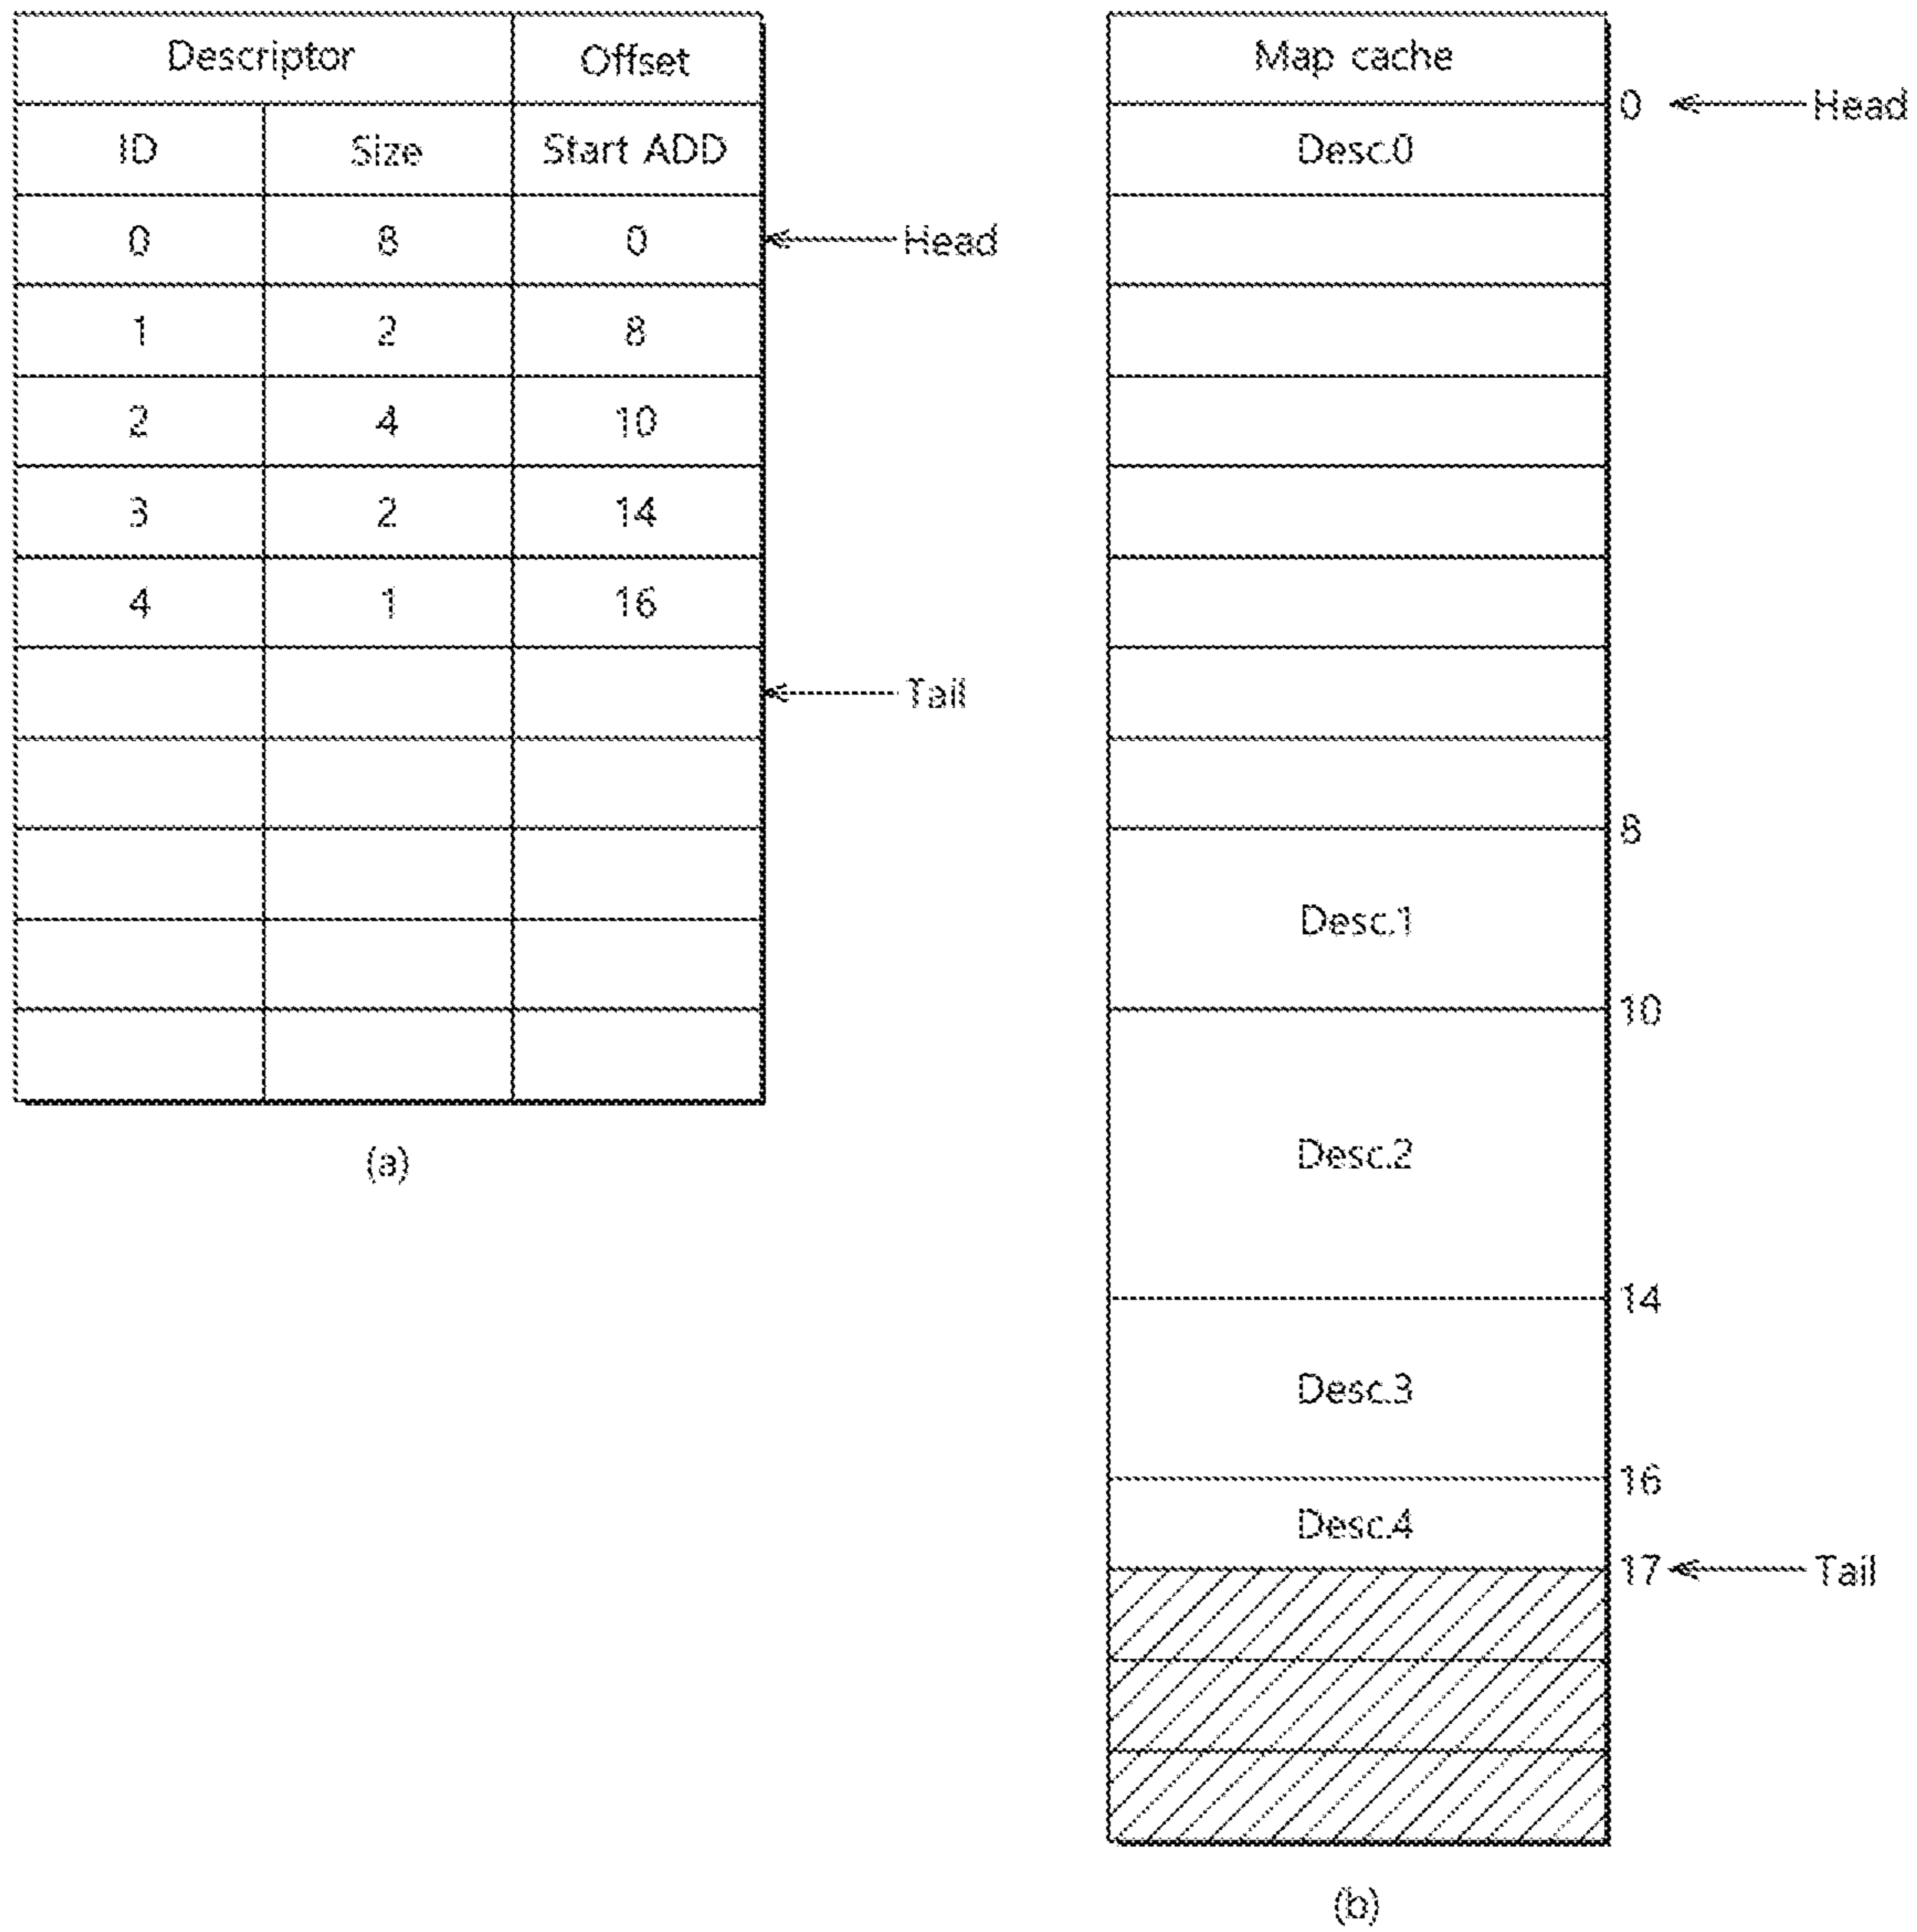 Descriptor Offset
ID Size Start ADD
0 8 0
Head
1 2 8
2 4 10
3 2 14
4 1 16
Tail
(a)
Map cache
0 Head
Desc.0
8
Desc.1
10
Desc.2
14
Desc.3
16
Desc.4
17 Tail
(b)